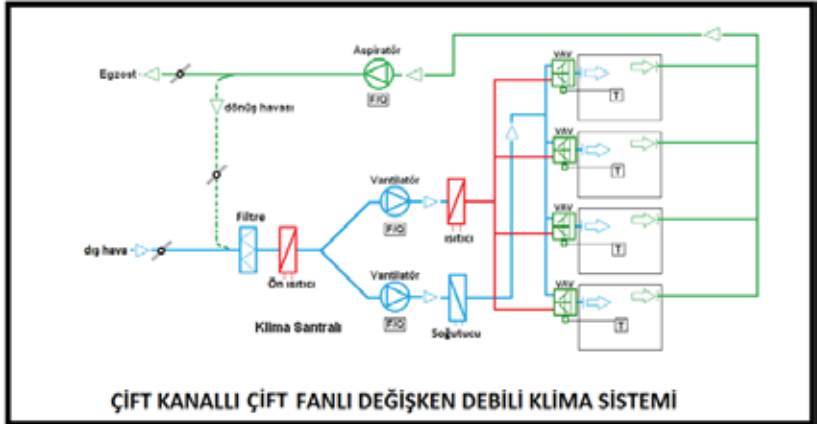 Aspiratör
VAV
Egzost
F/Q
T
dönüş havası
VAV
Vantilatör
T
Filtre
F/Q
ısıtıcı
VAV
dış hava
T
Ön ısıtıcı
Vantilatör
VAV
F/Q
T
Klima Santralı
Soğutucu
ÇİFT KANALLI ÇİFT FANLI DEĞİŞKEN DEBİLİ KLİMA SİSTEMİ